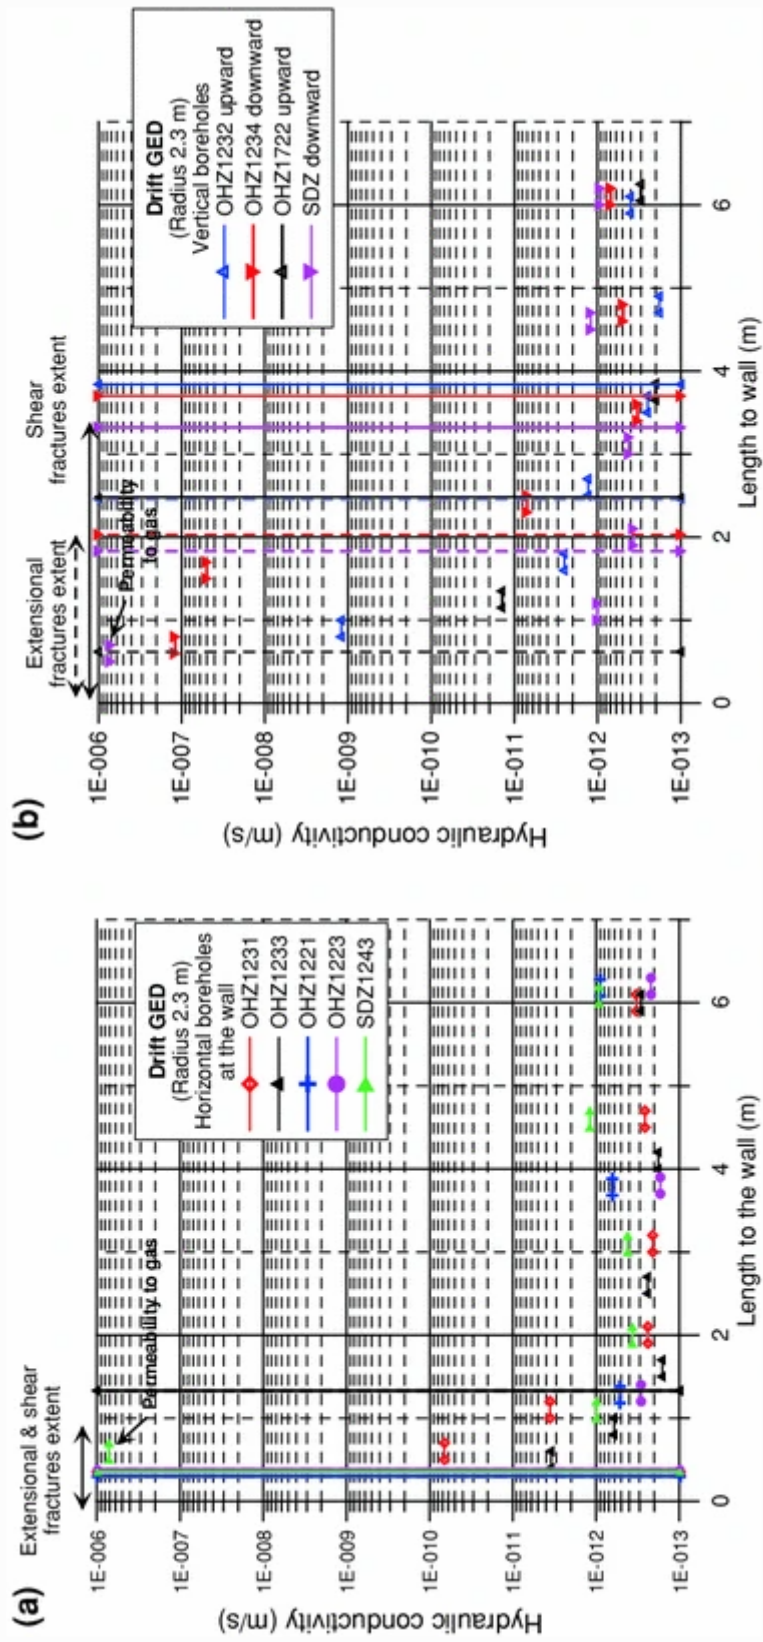 (a)
Extensional & shear
fractures extent
Permeability to gas
Drift GED
(Radius 2.3 m)
Horizontal boreholes
at the wall
OHZ1231
OHZ1233
OHZ1221
OHZ1223
SDZ1243
1E-006
1E-007
1E-008
1E-009
1E-010
1E-011
1E-012
1E-013
Hydraulic conductivity (m/s)
0
2
4
6
Length to the wall (m)
(b)
Extensional
fractures extent
Shear
fractures extent
Permeability
to gas
Drift GED
(Radius 2.3 m)
Vertical boreholes
OHZ1232 upward
OHZ1234 downward
OHZ1722 upward
SDZ downward
1E-006
1E-007
1E-008
1E-009
1E-010
1E-011
1E-012
1E-013
Hydraulic conductivity (m/s)
0
2
4
6
Length to wall (m)